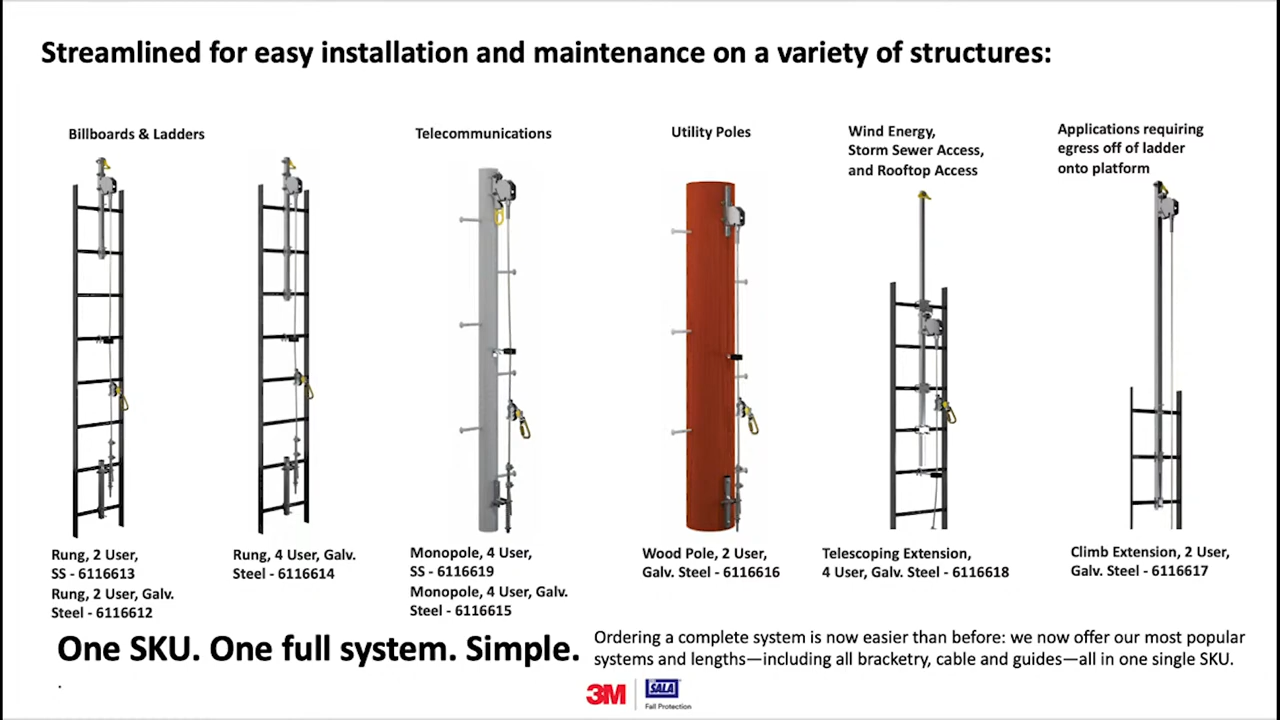 Streamlined for easy installation and maintenance on a variety of structures:
Billboards & Ladders
Telecommunications
Utility Poles
Wind Energy,
Storm Sewer Access,
and Rooftop Access
Applications requiring
egress off of ladder
onto platform
Rung, 2 User,
SS - 6116613
Rung, 2 User, Galv.
Steel - 6116612
Rung, 4 User, Galv.
Steel - 6116614
Monopole, 4 User,
SS - 6116619
Monopole, 4 User, Galv.
Steel - 6116615
Wood Pole, 2 User,
Galv. Steel - 6116616
Telescoping Extension,
4 User, Galv. Steel - 6116618
Climb Extension, 2 User,
Galv. Steel - 6116617
One SKU. One full system. Simple.
Ordering a complete system is now easier than before: we now offer our most popular
systems and lengths—including all bracketry, cable and guides—all in one single SKU.
3M
SALA
Fall Protection